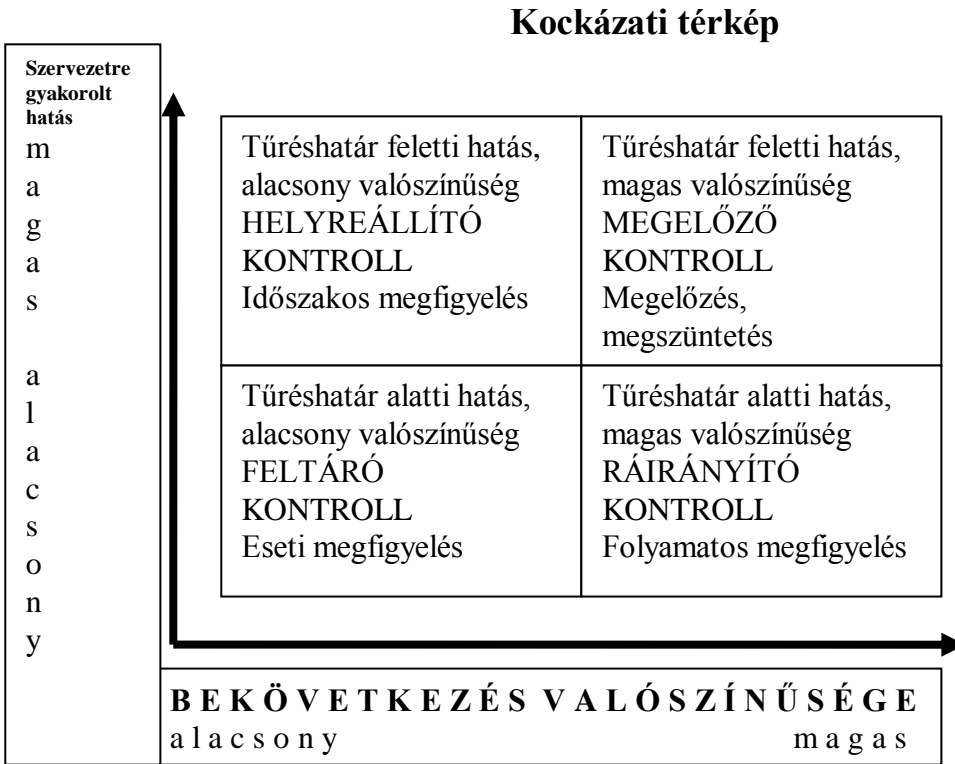 Kockázati térkép
Szervezetre
gyakorolt
hatás
m
a
g
a
s
a
l
a
c
s
o
n
y
Tűréshatár feletti hatás,
alacsony valószínűség
HELYREÁLLÍTÓ
KONTROLL
Időszakos megfigyelés
Tűréshatár feletti hatás,
magas valószínűség
MEGELŐZŐ
KONTROLL
Megelőzés,
megszüntetés
Tűréshatár alatti hatás,
alacsony valószínűség
FELTÁRÓ
KONTROLL
Eseti megfigyelés
Tűréshatár alatti hatás,
magas valószínűség
RÁIRÁNYÍTÓ
KONTROLL
Folyamatos megfigyelés
B E K Ö V E T K E Z É S V A L Ó S Z Í N Ű S É G E
a l a c s o n y m a g a s